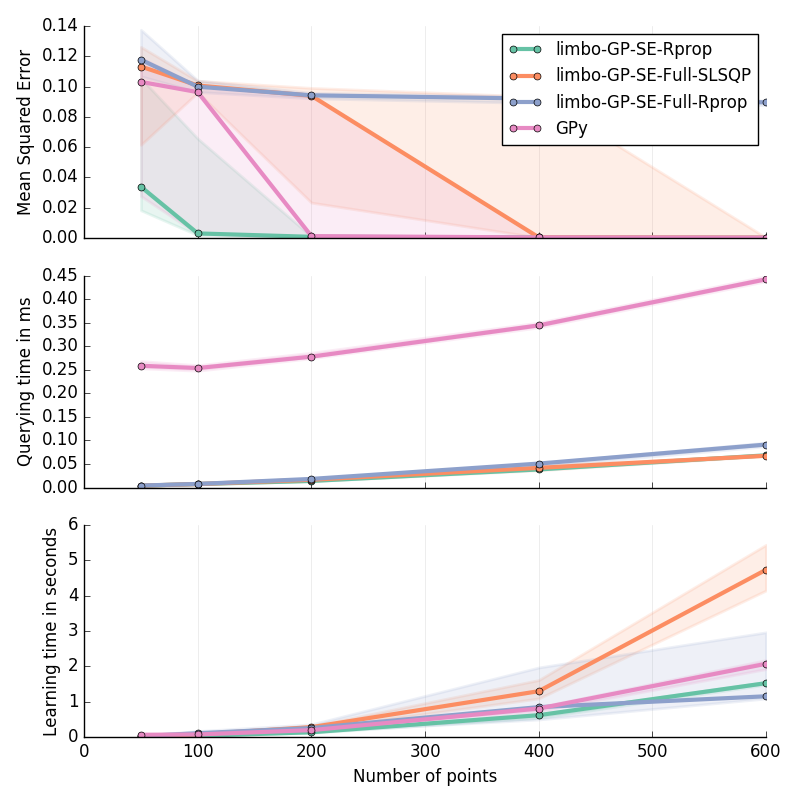 Mean Squared Error
0.14
0.12
0.10
0.08
0.06
0.04
0.02
0.00
limbo-GP-SE-Rprop
limbo-GP-SE-Full-SLSQP
limbo-GP-SE-Full-Rprop
GPy
Querying time in ms
0.45
0.40
0.35
0.30
0.25
0.20
0.15
0.10
0.05
0.00
Learning time in seconds
6
5
4
3
2
1
0
0 100 200 300 400 500 600
Number of points